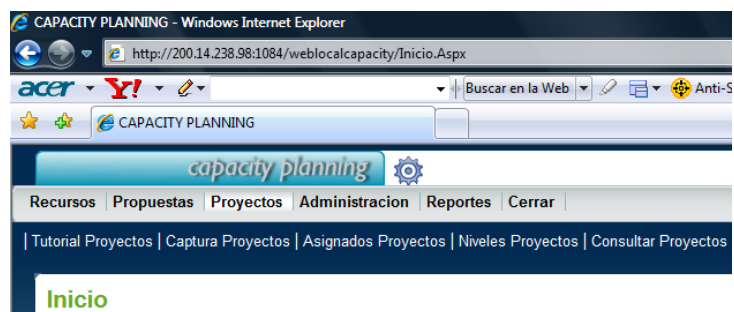 CAPACITY PLANNING - Windows Internet Explorer
http://200.14.238.98:1084/weblocalcapacity/Inicio.Aspx
acer Y! Buscar en la Web Anti-S
CAPACITY PLANNING
capacity planning
Recursos Propuestas Proyectos Administracion Reportes Cerrar
| Tutorial Proyectos | Captura Proyectos | Asignados Proyectos | Niveles Proyectos | Consultar Proyectos
Inicio